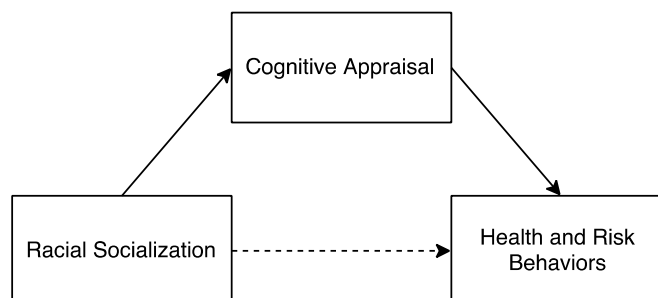 Cognitive Appraisal
Racial Socialization
Health and Risk
Behaviors